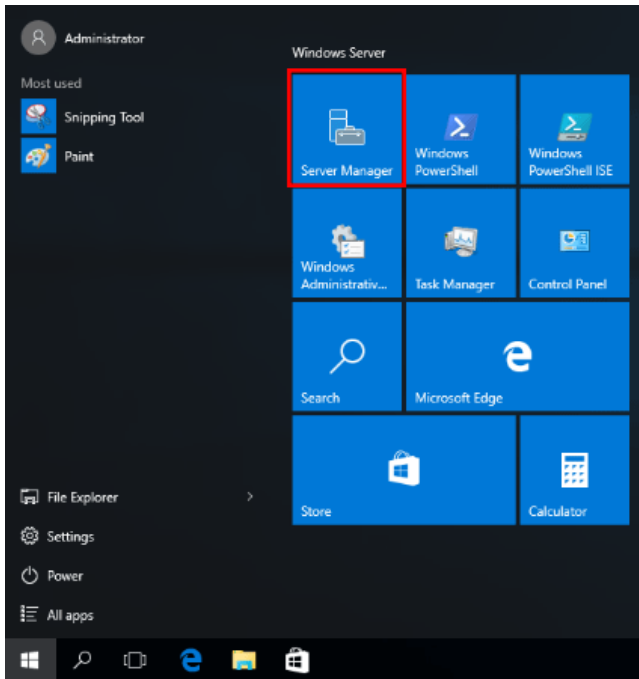 Administrator
Most used
Snipping Tool
Paint
File Explorer
Settings
Power
All apps
Windows Server
Server Manager
Windows
PowerShell
Windows
PowerShell ISE
Windows
Administrativ...
Task Manager
Control Panel
Search
Microsoft Edge
Store
Calculator